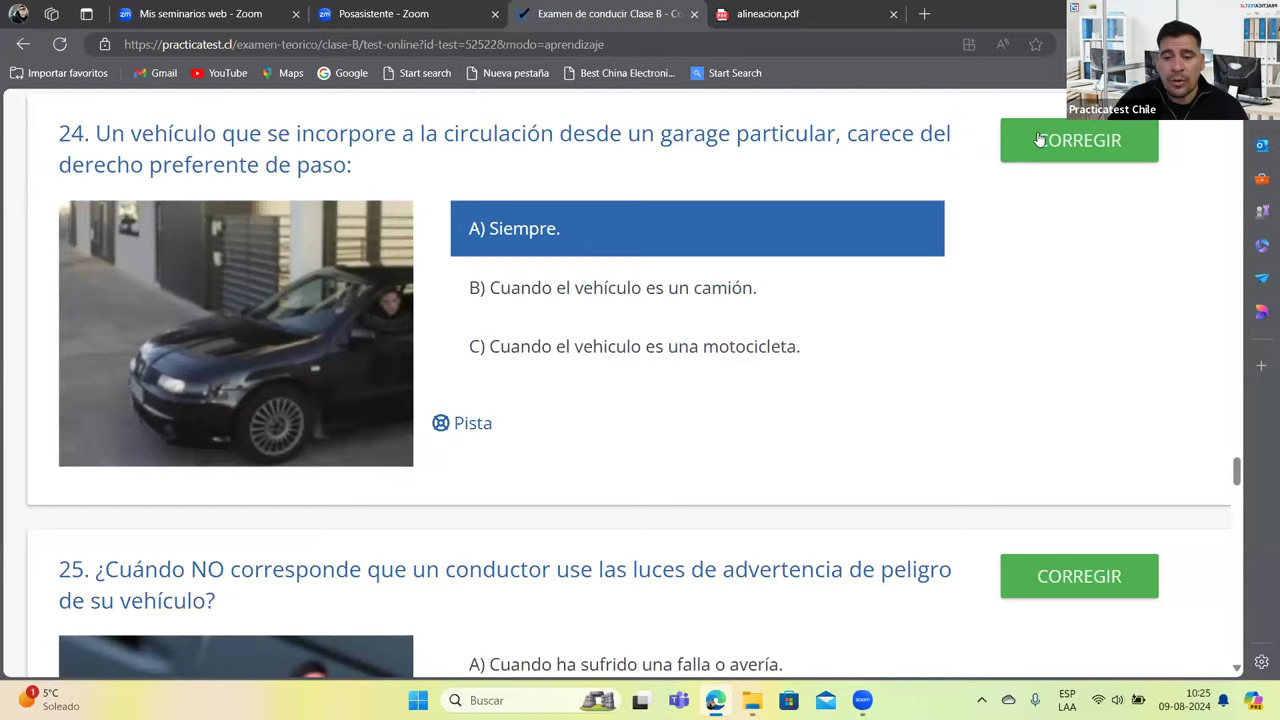 Mis seminarios web - Zoom
Posasistente - Zoom
Examen de conducir Clase B - Co
alineacion.pdf
https://practicatest.cl/examen-teorico/clase-B/test-online?id-test=52522&modo=aprendizaje
Importar favoritos
Gmail
YouTube
Maps
Google
Start search
Nueva pestaña
Best China Electroni...
Start Search
Practicatest Chile
24. Un vehículo que se incorpore a la circulación desde un garage particular, carece del
derecho preferente de paso:
CORREGIR
A) Siempre.
B) Cuando el vehículo es un camión.
C) Cuando el vehiculo es una motocicleta.
Pista
25. ¿Cuándo NO corresponde que un conductor use las luces de advertencia de peligro
de su vehículo?
CORREGIR
A) Cuando ha sufrido una falla o avería.
1
5°C
Soleado
Buscar
ESP
LAA
10:25
09-08-2024